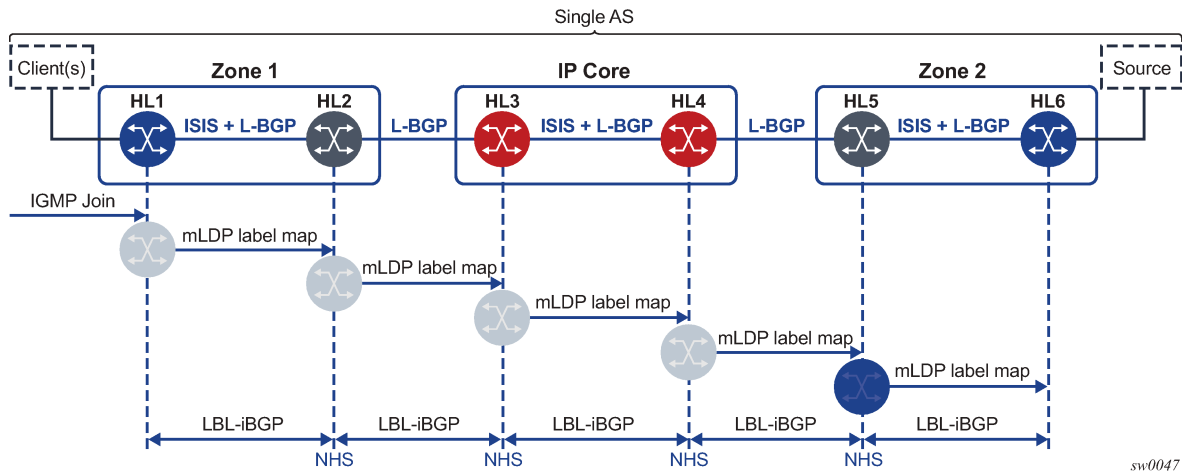 Single AS
Client(s)
Zone 1
IP Core
Zone 2
Source
HL1
HL2
HL3
HL4
HL5
HL6
ISIS + L-BGP
L-BGP
ISIS + L-BGP
L-BGP
ISIS + L-BGP
IGMP Join
mLDP label map
mLDP label map
mLDP label map
mLDP label map
mLDP label map
LBL-iBGP
LBL-iBGP
LBL-iBGP
LBL-iBGP
LBL-iBGP
NHS
NHS
NHS
NHS
sw0047